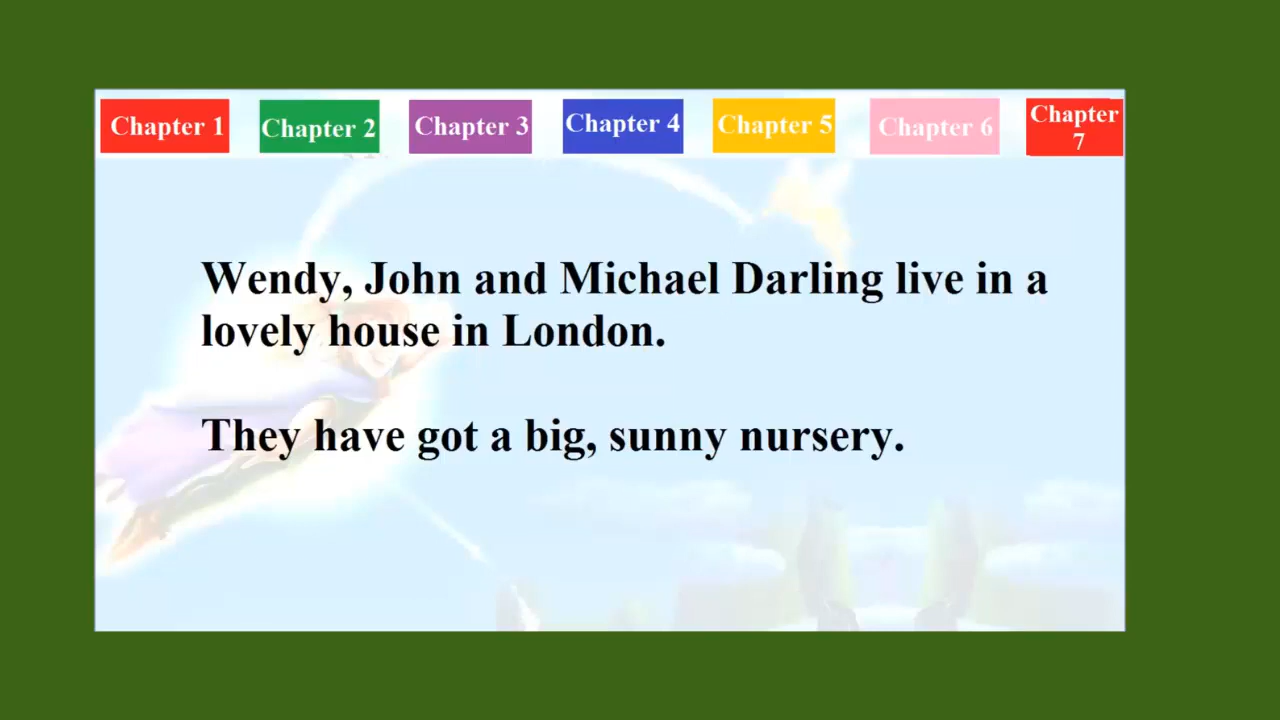 Chapter 1
Chapter 2
Chapter 3
Chapter 4
Chapter 5
Chapter 6
Chapter
7
Wendy, John and Michael Darling live in a
lovely house in London.
They have got a big, sunny nursery.